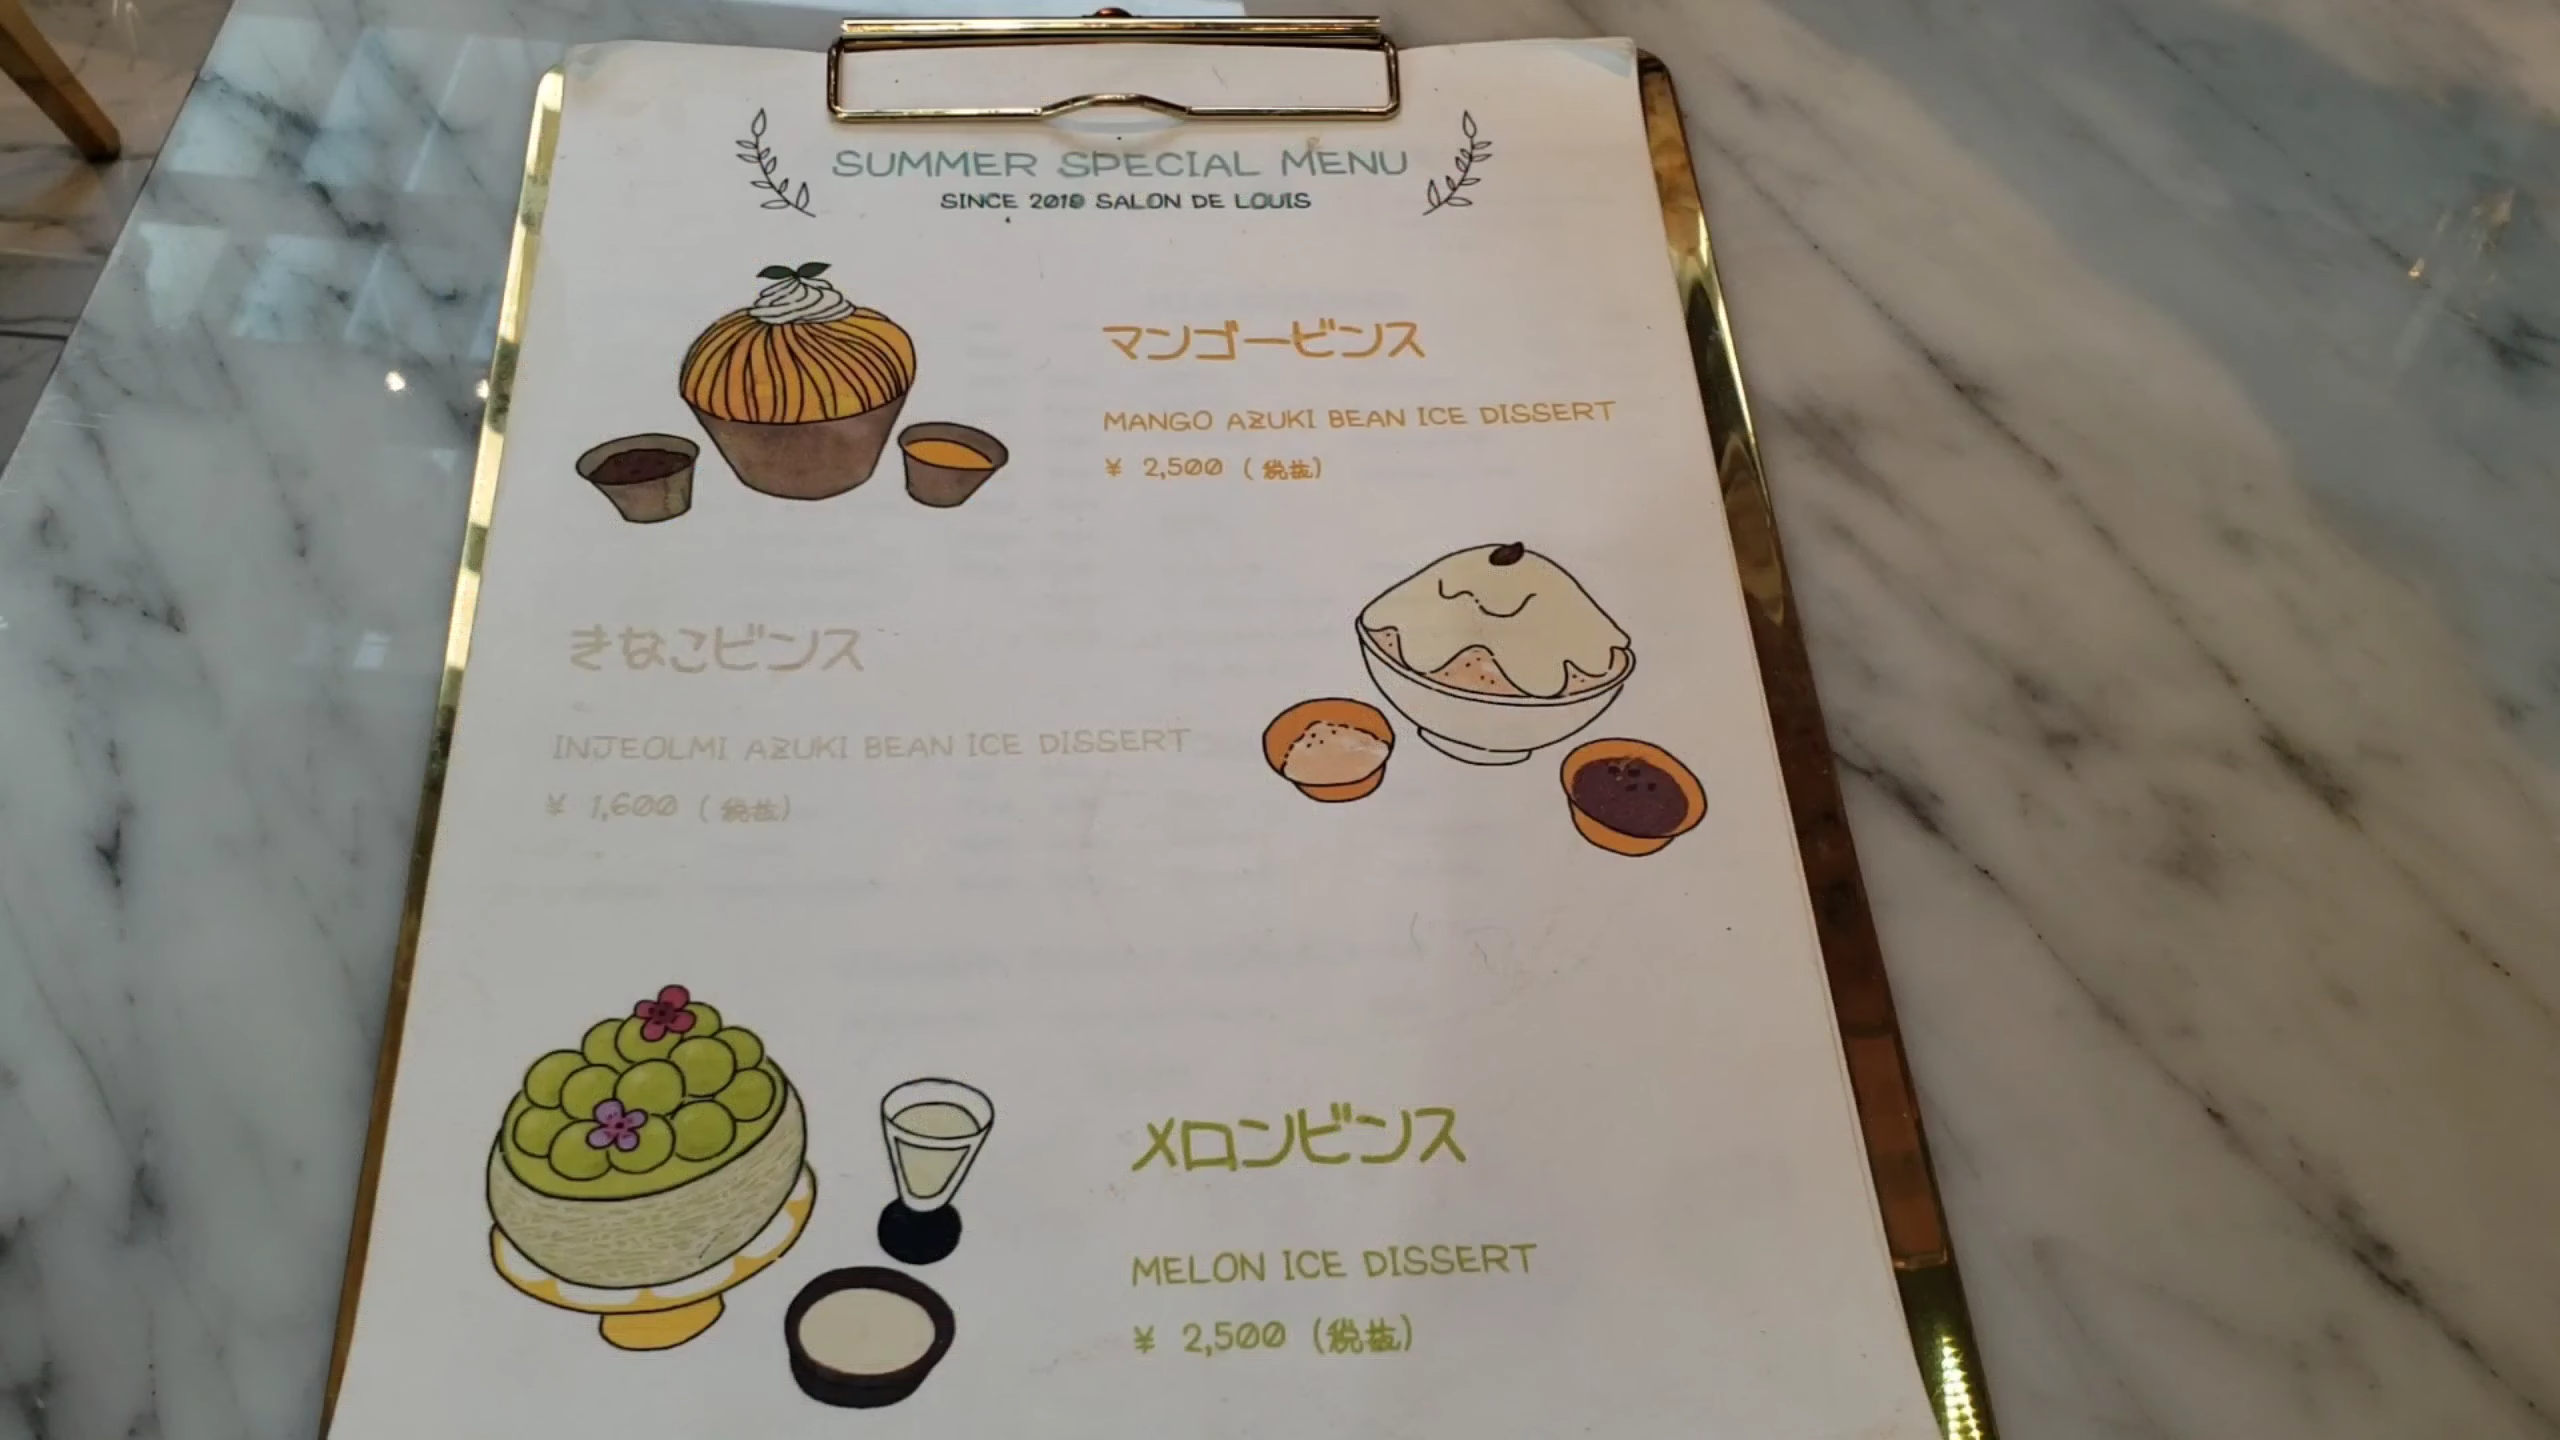 SUMMER SPECIAL MENU
SINCE 2019 SALON DE LOUIS
マンゴービンス
MANGO AZUKI BEAN ICE DISSERT
¥ 2,500 (税抜)
きなこビンス
INJEOLMI AZUKI BEAN ICE DISSERT
¥ 1,600 (税抜)
メロンビンス
MELON ICE DISSERT
¥ 2,500 (税抜)